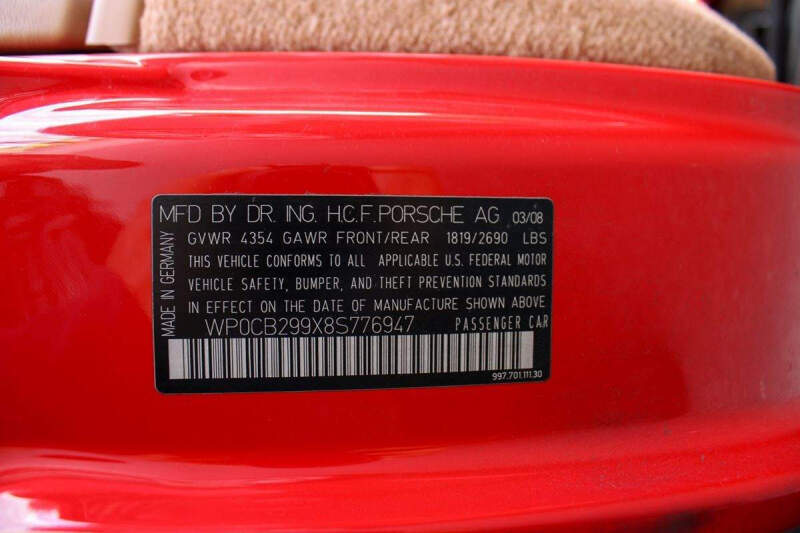 MFD BY DR. ING. H.C.F. PORSCHE AG 03/08
GVWR 4354 GAWR FRONT/REAR 1819/2690 LBS
THIS VEHICLE CONFORMS TO ALL APPLICABLE U.S. FEDERAL MOTOR
VEHICLE SAFETY, BUMPER, AND THEFT PREVENTION STANDARDS
IN EFFECT ON THE DATE OF MANUFACTURE SHOWN ABOVE
WP0CB299X8S776947 PASSENGER CAR
997.701.111.30
MADE IN GERMANY